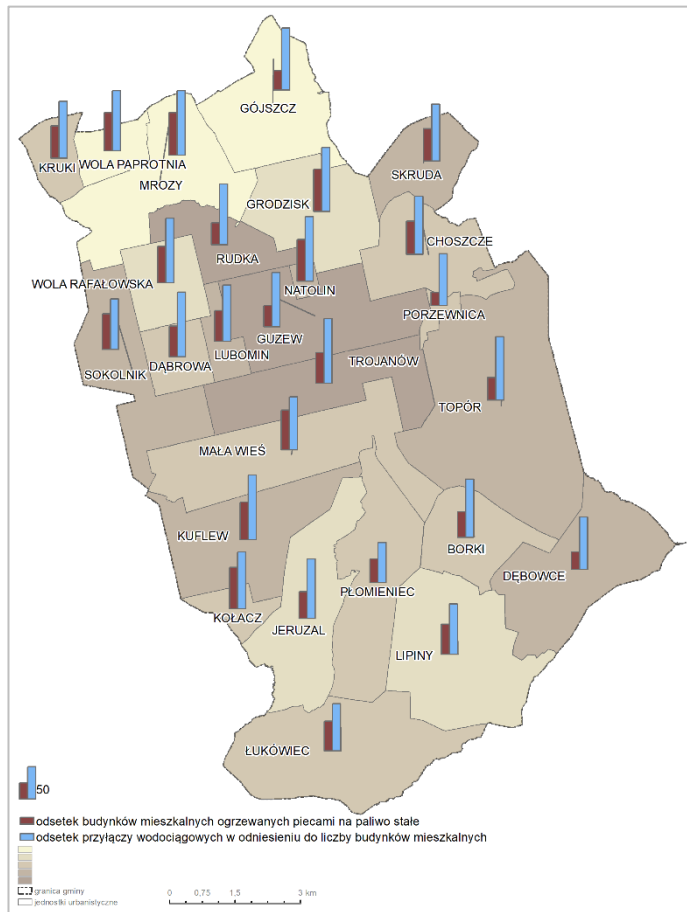 GÓJSZCZ
KRUKI
WOLA PAPROTNIA
MROZY
SKRUDA
GRODZISK
CHOSZCZE
RUDKA
WOLA RAFAŁOWSKA
NATOLIN
PORZEWNICA
GUZEW
LUBOMIN
DĄBROWA
SOKOLNIK
TROJANÓW
TOPÓR
MAŁA WIEŚ
KUFLEW
BORKI
DĘBOWCE
PŁOMIENIEC
KOŁACZ
JERUZAL
LIPINY
ŁUKÓWIEC
50
odsetek budynków mieszkalnych ogrzewanych piecami na paliwo stałe
odsetek przyłączy wodociągowych w odniesieniu do liczby budynków mieszkalnych
granica gminy
jednostki urbanistyczne
0 0,75 1,5 3 km